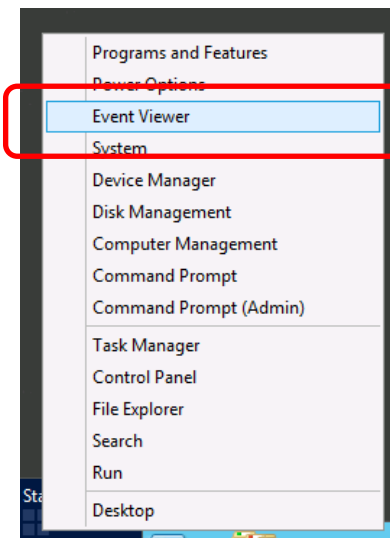 Programs and Features
Power Options
Event Viewer
System
Device Manager
Disk Management
Computer Management
Command Prompt
Command Prompt (Admin)
Task Manager
Control Panel
File Explorer
Search
Run
Sta
Desktop